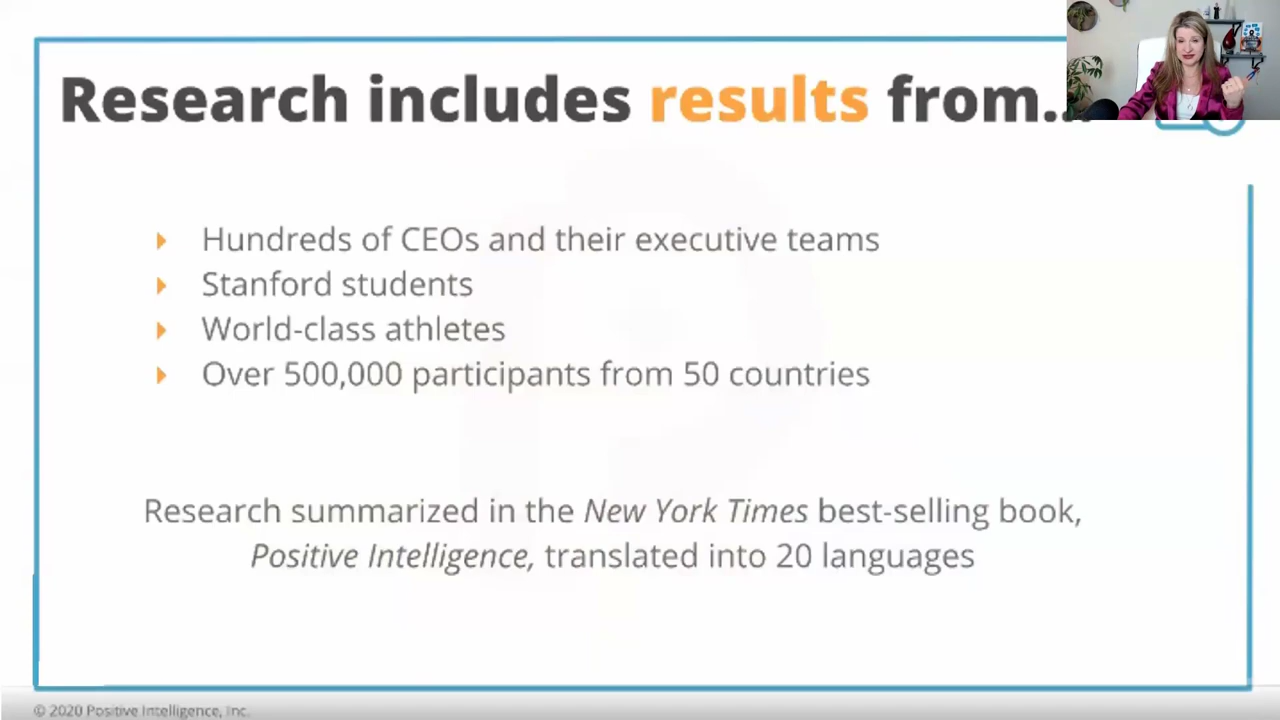 Research includes results from...
Hundreds of CEOs and their executive teams
Stanford students
World-class athletes
Over 500,000 participants from 50 countries
Research summarized in the New York Times best-selling book,
Positive Intelligence, translated into 20 languages
© 2020 Positive Intelligence, Inc.